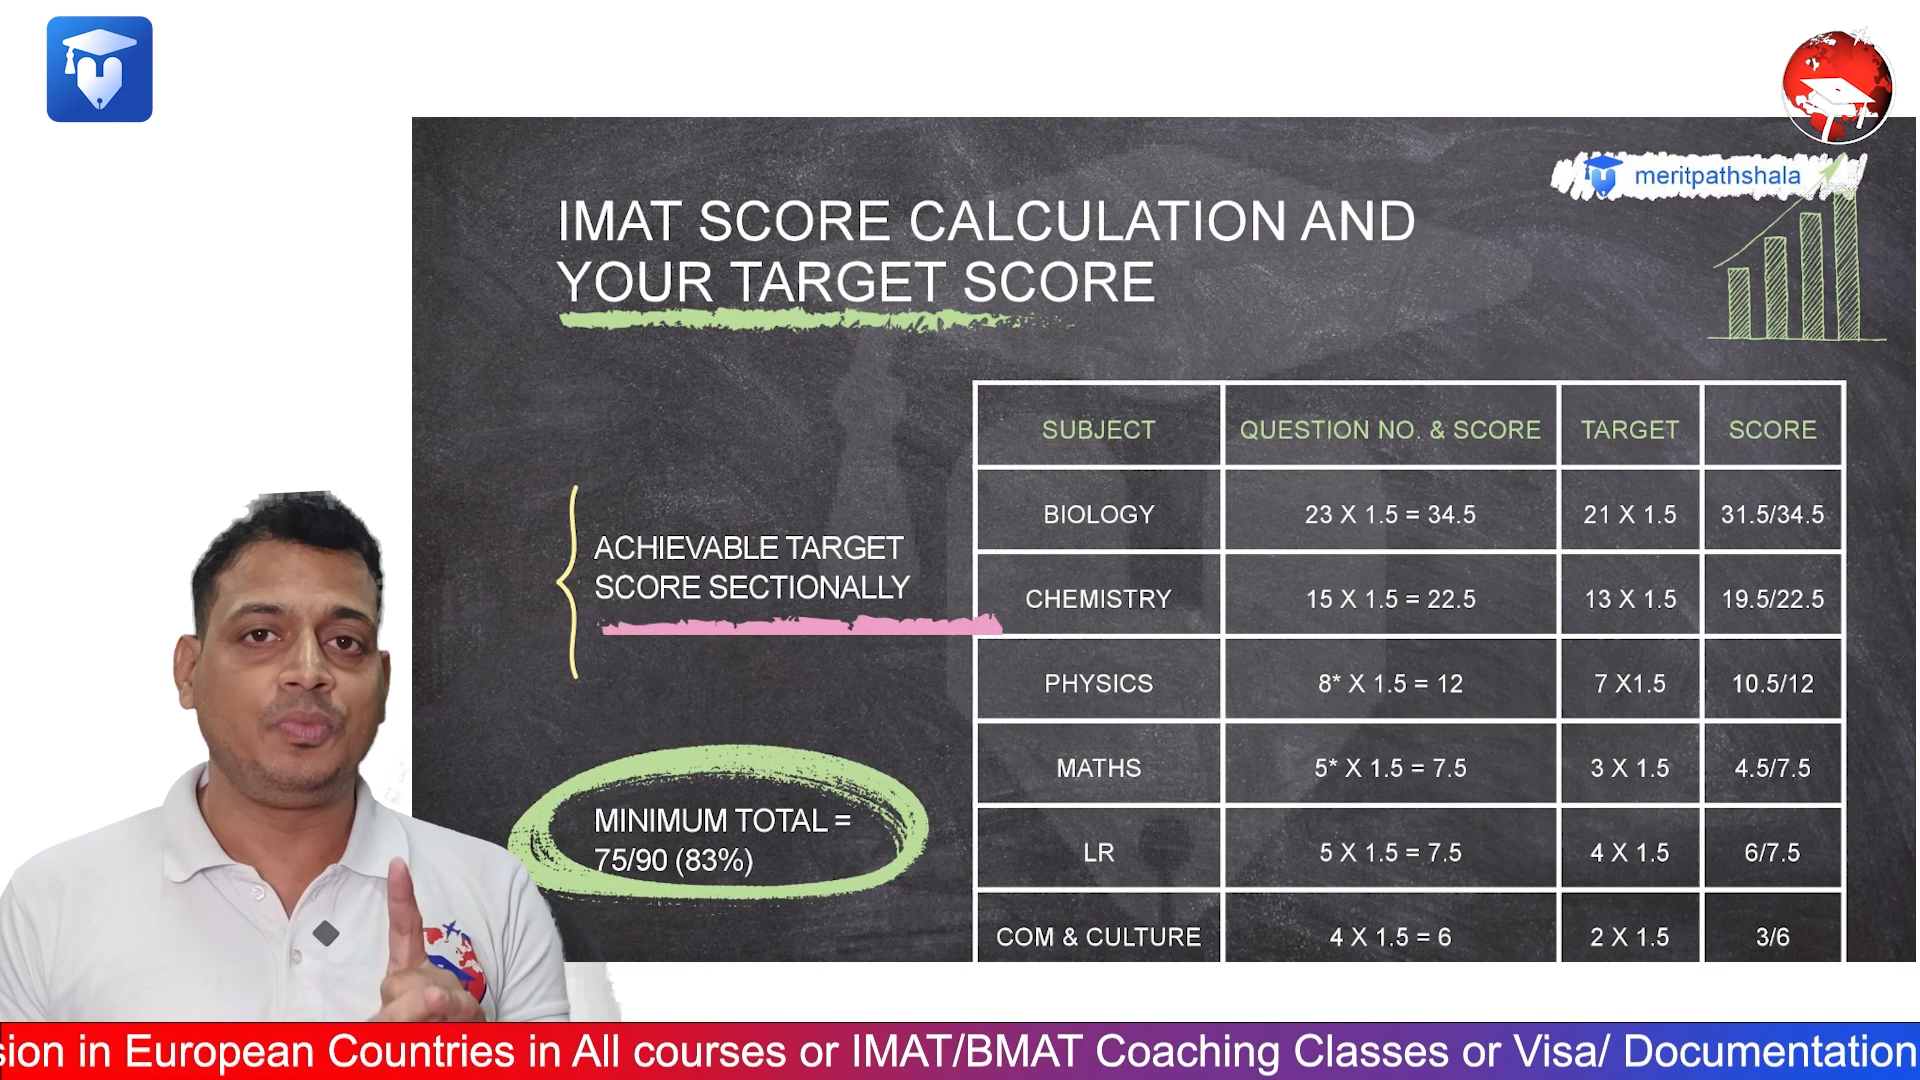 meritpathshala
IMAT SCORE CALCULATION AND
YOUR TARGET SCORE
SUBJECT QUESTION NO. & SCORE TARGET SCORE
BIOLOGY 23 X 1.5 = 34.5 21 X 1.5 31.5/34.5
ACHIEVABLE TARGET
SCORE SECTIONALLY
CHEMISTRY 15 X 1.5 = 22.5 13 X 1.5 19.5/22.5
PHYSICS 8* X 1.5 = 12 7 X1.5 10.5/12
MATHS 5* X 1.5 = 7.5 3 X 1.5 4.5/7.5
MINIMUM TOTAL =
75/90 (83%)
LR 5 X 1.5 = 7.5 4 X 1.5 6/7.5
COM & CULTURE 4 X 1.5 = 6 2 X 1.5 3/6
sion in European Countries in All courses or IMAT/BMAT Coaching Classes or Visa/ Documentation